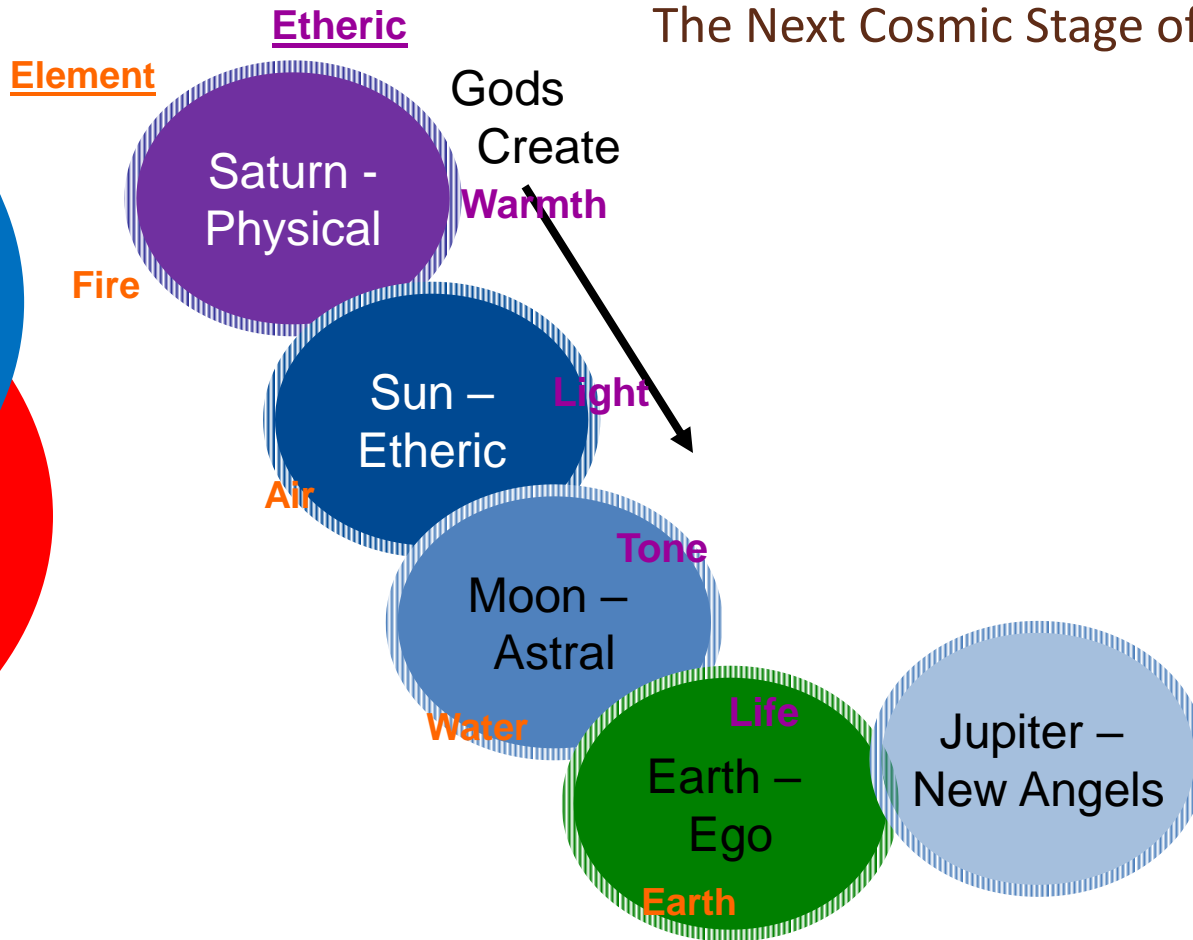 Etheric
The Next Cosmic Stage of
Element
Gods
Create
Saturn -
Physical
Warmth
Fire
Sun –
Etheric
Light
Air
Tone
Moon –
Astral
Water
Life
Earth –
Ego
Earth
Jupiter –
New Angels